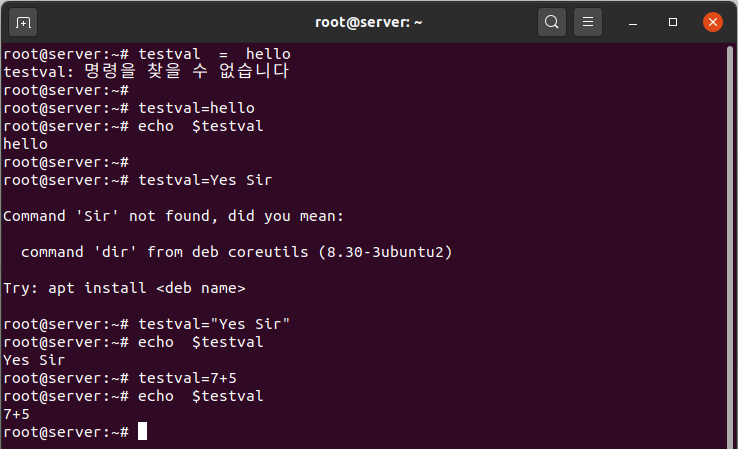 root@server: ~
root@server:~# testval  =  hello
testval: 명령을 찾을 수 없습니다
root@server:~#
root@server:~# testval=hello
root@server:~# echo  $testval
hello
root@server:~#
root@server:~# testval=Yes Sir
Command 'Sir' not found, did you mean:
  command 'dir' from deb coreutils (8.30-3ubuntu2)
Try: apt install <deb name>
root@server:~# testval="Yes Sir"
root@server:~# echo  $testval
Yes Sir
root@server:~# testval=7+5
root@server:~# echo  $testval
7+5
root@server:~#